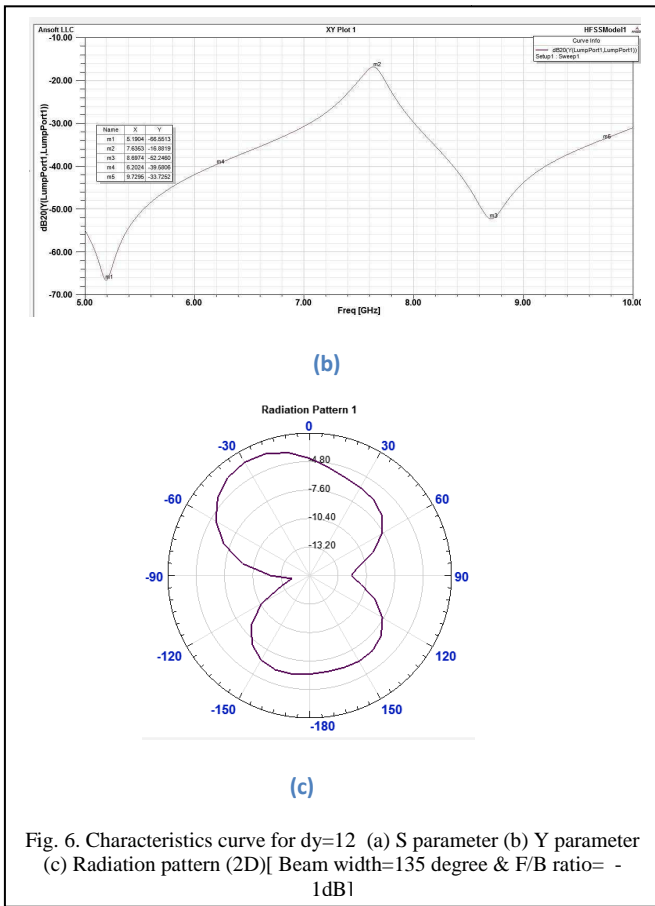 Ansoft LLC XY Plot 1 HFSSModel1
Curve Info
dB20(Y(LumpPort1,LumpPort1))
Setup1 : Sweep1
-10.00
-20.00
-30.00
-40.00
-50.00
-60.00
-70.00
dB20(Y(LumpPort1,LumpPort1))
Name X Y
m1 5.1904 -66.5513
m2 7.6353 -16.8819
m3 8.6974 -52.2460
m4 6.2024 -39.5806
m5 9.7295 -33.7252
m2
m4
m5
m3
m1
5.00 6.00 7.00 8.00 9.00 10.00
Freq [GHz]
(b)
Radiation Pattern 1
0
-30 30
-4.80
-60 60
-7.60
-10.40
-13.20
-90 90
-120 120
-150 150
-180
(c)
Fig. 6. Characteristics curve for dy=12 (a) S parameter (b) Y parameter
(c) Radiation pattern (2D)[ Beam width=135 degree & F/B ratio= -
1dB]